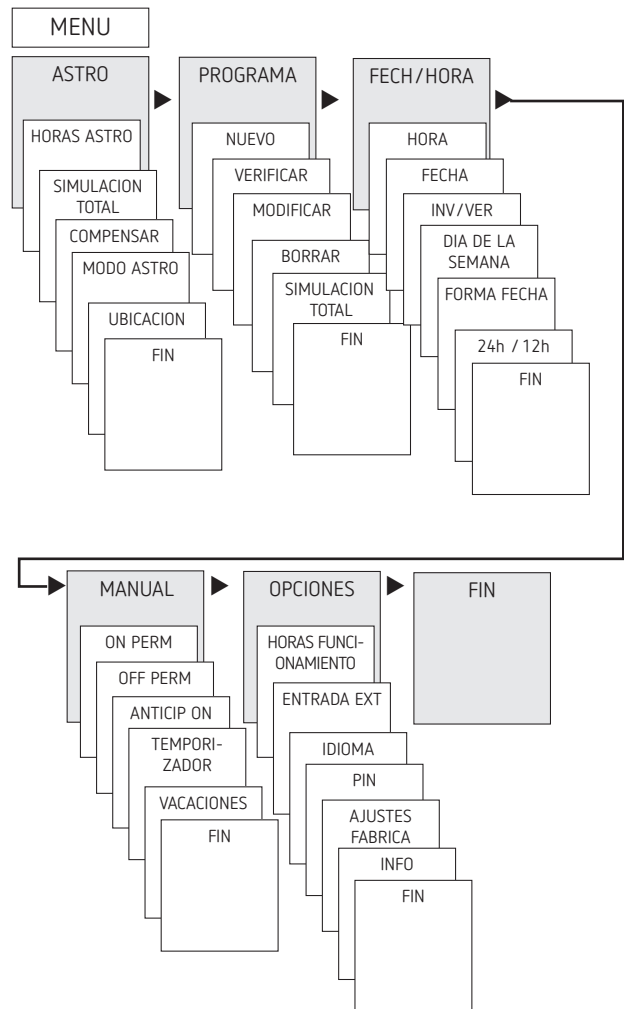 MENU
ASTRO
HORAS ASTRO
SIMULACION
TOTAL
COMPENSAR
MODO ASTRO
UBICACION
FIN
PROGRAMA
NUEVO
VERIFICAR
MODIFICAR
BORRAR
SIMULACION
TOTAL
FIN
FECH/HORA
HORA
FECHA
INV/VER
DIA DE LA
SEMANA
FORMA FECHA
24h / 12h
FIN
MANUAL
ON PERM
OFF PERM
ANTICIP ON
TEMPORI-
ZADOR
VACACIONES
FIN
OPCIONES
HORAS FUNCI-
ONAMIENTO
ENTRADA EXT
IDIOMA
PIN
AJUSTES
FABRICA
INFO
FIN
FIN